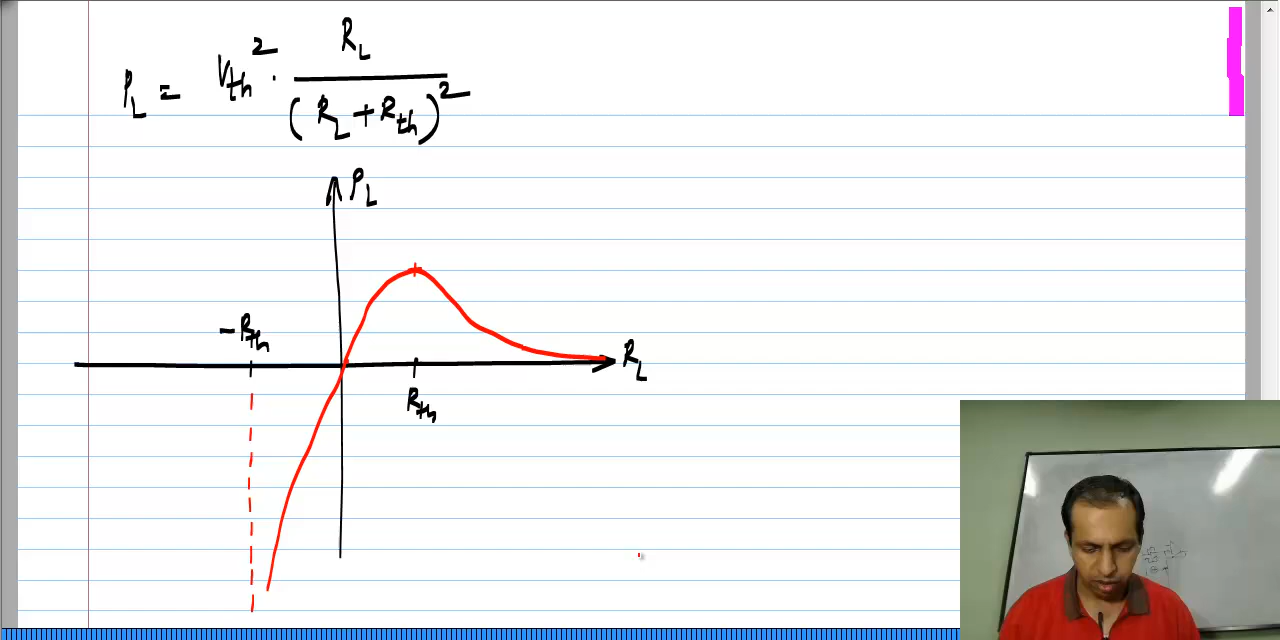 P_L = V_th^2 · R_L / (R_L + R_th)^2
P_L
-R_th
R_L
R_th